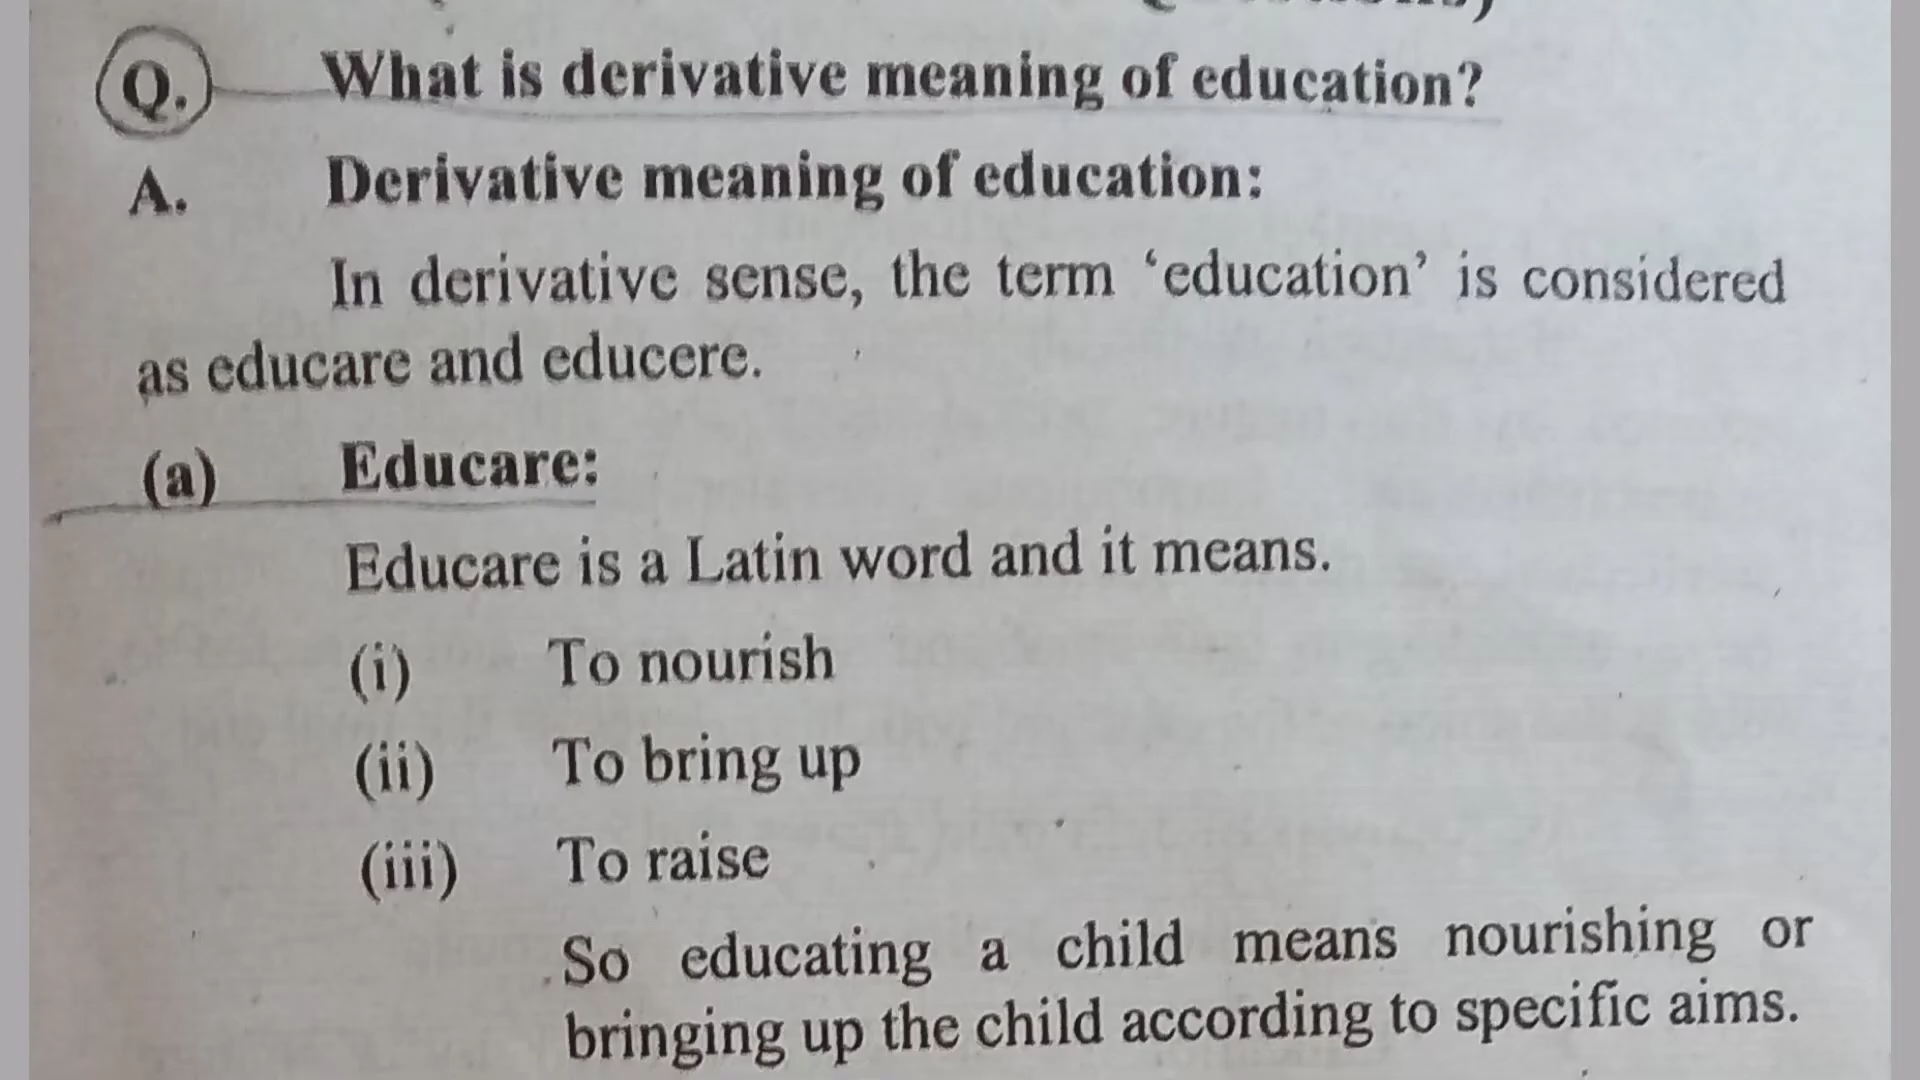 Q. What is derivative meaning of education?
A. Derivative meaning of education:
In derivative sense, the term ‘education’ is considered
as educare and educere.
(a) Educare:
Educare is a Latin word and it means.
(i) To nourish
(ii) To bring up
(iii) To raise
So educating a child means nourishing or
bringing up the child according to specific aims.